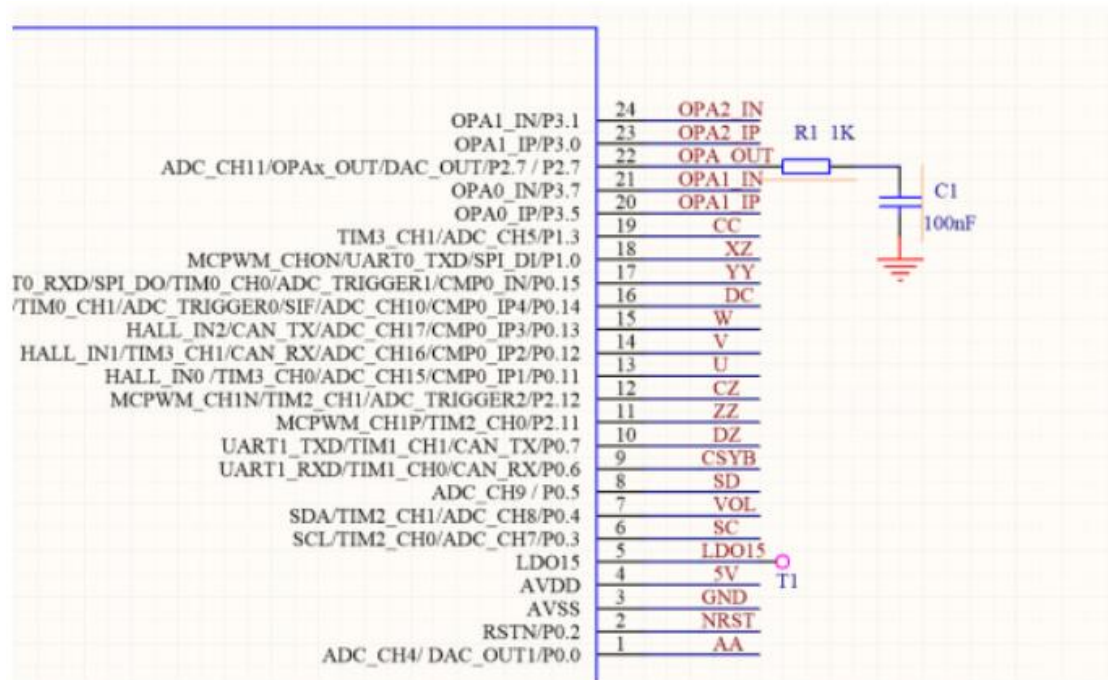 OPA1_IN/P3.1 24 OPA2_IN
OPA1_IP/P3.0 23 OPA2_IP R1 1K
ADC_CH11/OPAx_OUT/DAC_OUT/P2.7 / P2.7 22 OPA OUT
OPA0_IN/P3.7 21 OPA1_IN C1
OPA0_IP/P3.5 20 OPA1_IP 100nF
TIM3_CH1/ADC_CH5/P1.3 19 CC
MCPWM_CHON/UART0_TXD/SPI_DI/P1.0 18 XZ
T0_RXD/SPI_DO/TIM0_CH0/ADC_TRIGGER1/CMP0_IN/P0.15 17 YY
/TIM0_CH1/ADC_TRIGGER0/SIF/ADC_CH10/CMP0_IP4/P0.14 16 DC
HALL_IN2/CAN_TX/ADC_CH17/CMP0_IP3/P0.13 15 W
HALL_IN1/TIM3_CH1/CAN_RX/ADC_CH16/CMP0_IP2/P0.12 14 V
HALL_IN0 /TIM3_CH0/ADC_CH15/CMP0_IP1/P0.11 13 U
MCPWM_CH1N/TIM2_CH1/ADC_TRIGGER2/P2.12 12 CZ
MCPWM_CH1P/TIM2_CH0/P2.11 11 ZZ
UART1_TXD/TIM1_CH1/CAN_TX/P0.7 10 DZ
UART1_RXD/TIM1_CH0/CAN_RX/P0.6 9 CSYB
ADC_CH9 / P0.5 8 SD
SDA/TIM2_CH1/ADC_CH8/P0.4 7 VOL
SCL/TIM2_CH0/ADC_CH7/P0.3 6 SC
LDO15 5 LDO15
AVDD 4 5V T1
AVSS 3 GND
RSTN/P0.2 2 NRST
ADC_CH4/ DAC_OUT1/P0.0 1 AA